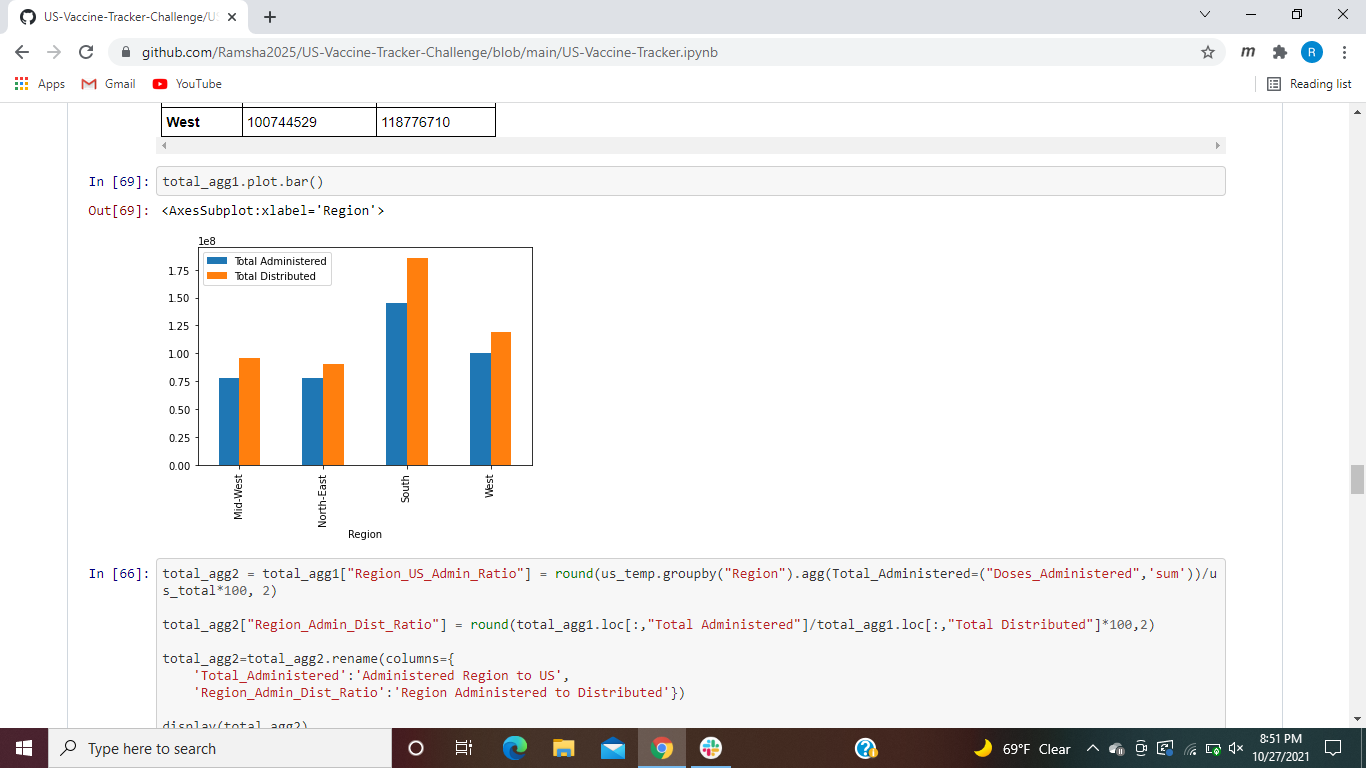 US-Vaccine-Tracker-Challenge/US
github.com/Ramsha2025/US-Vaccine-Tracker-Challenge/blob/main/US-Vaccine-Tracker.ipynb
m
R
Apps
Gmail
YouTube
Reading list
West 100744529 118776710
In [69]: total_agg1.plot.bar()
Out[69]: <AxesSubplot:xlabel='Region'>
1e8
Total Administered
Total Distributed
1.75
1.50
1.25
1.00
0.75
0.50
0.25
0.00
Mid-West
North-East
South
West
Region
In [66]: total_agg2 = total_agg1["Region_US_Admin_Ratio"] = round(us_temp.groupby("Region").agg(Total_Administered=("Doses_Administered",'sum'))/u
s_total*100, 2)
total_agg2["Region_Admin_Dist_Ratio"] = round(total_agg1.loc[:,"Total Administered"]/total_agg1.loc[:,"Total Distributed"]*100,2)
total_agg2=total_agg2.rename(columns={
'Total_Administered':'Administered Region to US',
'Region_Admin_Dist_Ratio':'Region Administered to Distributed'})
display(total_agg2)
Type here to search
69°F Clear
8:51 PM
10/27/2021